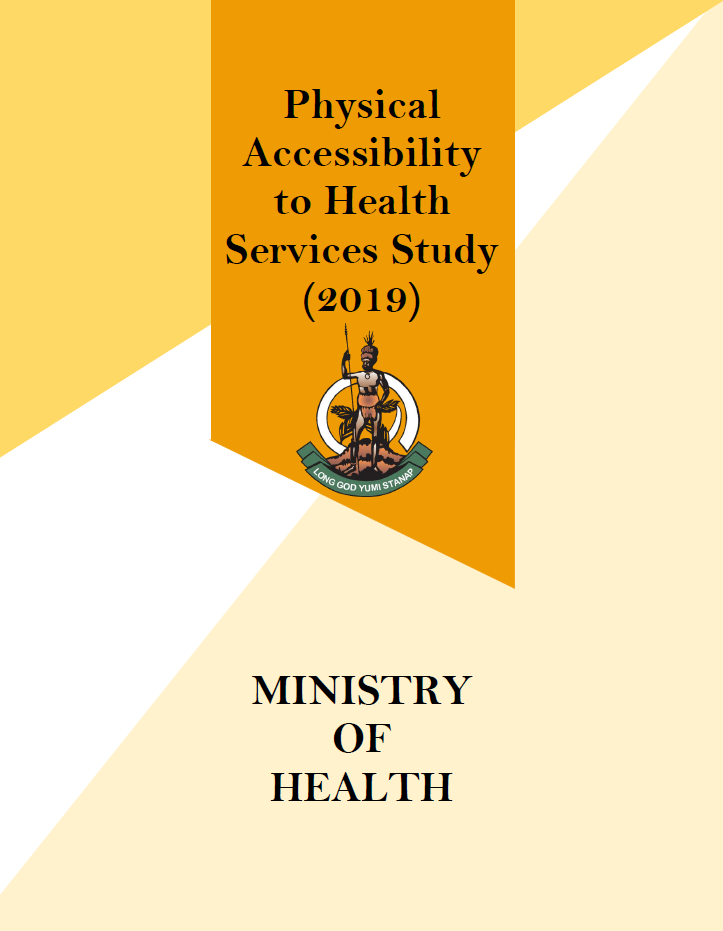 Physical
Accessibility
to Health
Services Study
(2019)
LONG GOD YUMI STANAP
MINISTRY
OF
HEALTH